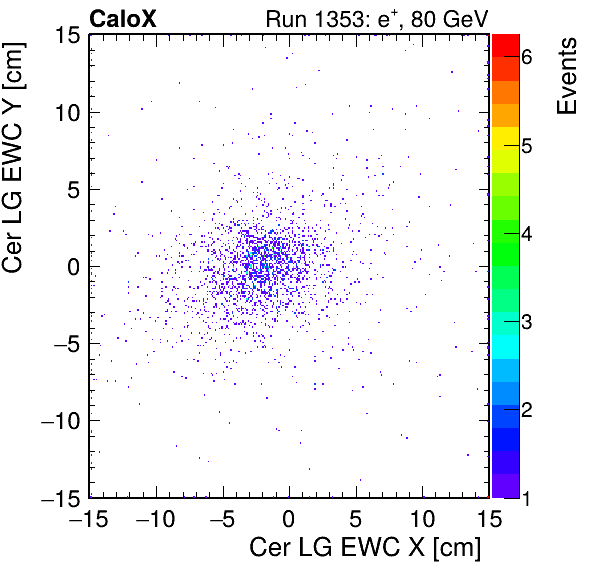 CaloX Run 1353: e⁺, 80 GeV
Cer LG EWC Y [cm]
15
10
5
0
−5
−10
−15
−15 −10 −5 0 5 10 15
Cer LG EWC X [cm]
Events
6
5
4
3
2
1